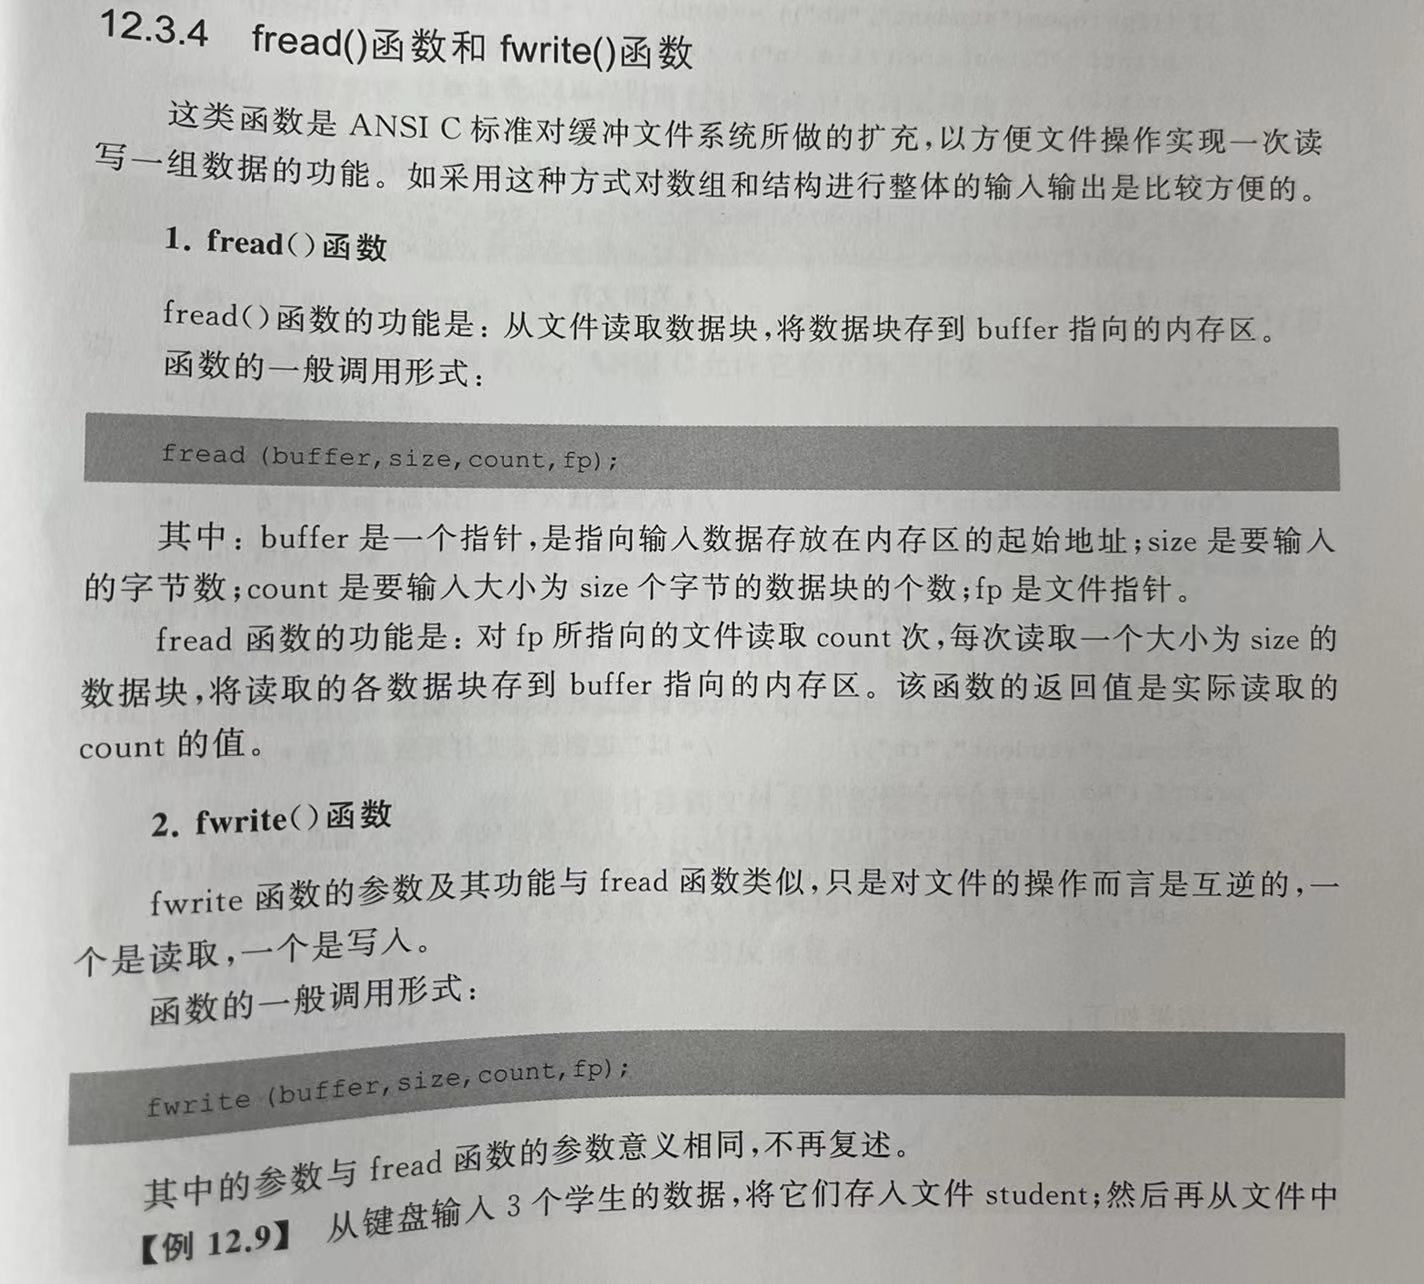 12.3.4 fread()函数和 fwrite()函数
这类函数是 ANSI C 标准对缓冲文件系统所做的扩充,以方便文件操作实现一次读
写一组数据的功能。如采用这种方式对数组和结构进行整体的输入输出是比较方便的。
1. fread()函数
fread()函数的功能是：从文件读取数据块,将数据块存到 buffer 指向的内存区。
函数的一般调用形式：
fread (buffer,size,count,fp);
其中：buffer 是一个指针,是指向输入数据存放在内存区的起始地址;size 是要输入
的字节数;count 是要输入大小为 size 个字节的数据块的个数;fp 是文件指针。
fread 函数的功能是：对 fp 所指向的文件读取 count 次,每次读取一个大小为 size 的
数据块,将读取的各数据块存到 buffer 指向的内存区。该函数的返回值是实际读取的
count 的值。
2. fwrite()函数
fwrite 函数的参数及其功能与 fread 函数类似,只是对文件的操作而言是互逆的,一
个是读取,一个是写入。
函数的一般调用形式：
fwrite (buffer,size,count,fp);
其中的参数与 fread 函数的参数意义相同,不再复述。
【例 12.9】 从键盘输入 3 个学生的数据,将它们存入文件 student;然后再从文件中